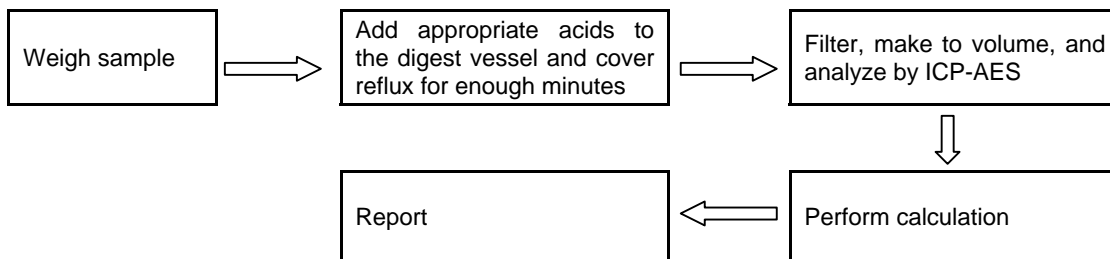 Weigh sample
Add appropriate acids to
the digest vessel and cover
reflux for enough minutes
Filter, make to volume, and
analyze by ICP-AES
Report
Perform calculation